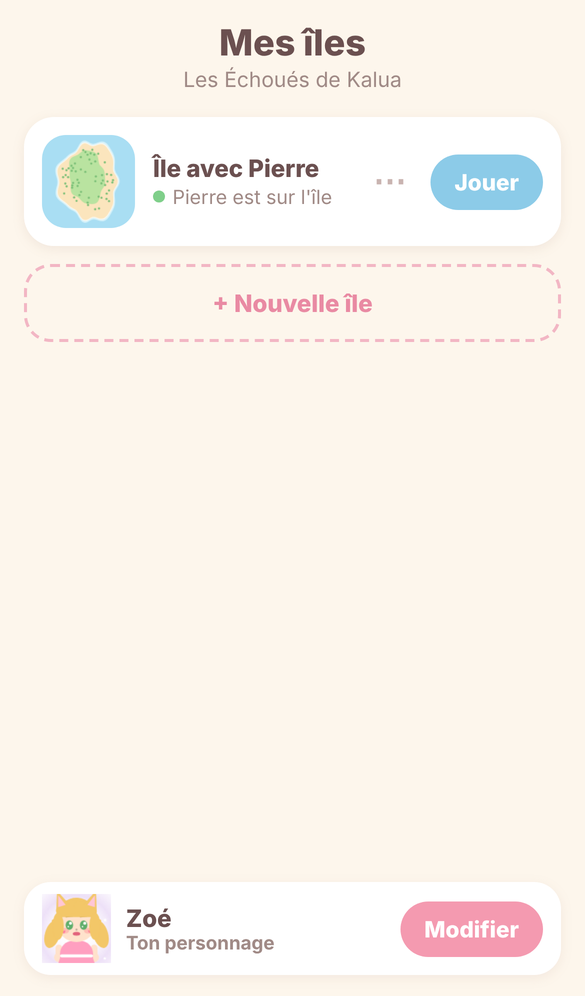 Mes îles
Les Échoués de Kalua
Île avec Pierre
Pierre est sur l'île
...
Jouer
+ Nouvelle île
Zoé
Ton personnage
Modifier